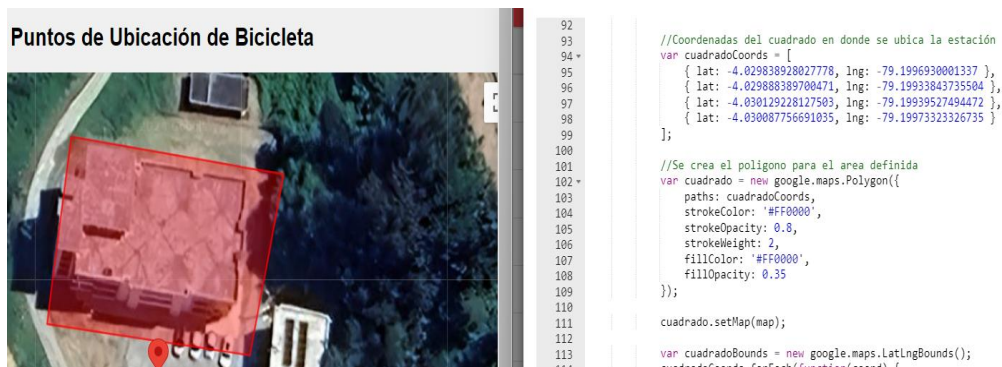 Puntos de Ubicación de Bicicleta
92
93 //Coordenadas del cuadrado en donde se ubica la estación
94 var cuadradoCoords = [
95 { lat: -4.029838928027778, lng: -79.1996930001337 },
96 { lat: -4.029888389700471, lng: -79.19933843735504 },
97 { lat: -4.030129228127503, lng: -79.19939527494472 },
98 { lat: -4.030087756691035, lng: -79.19973323326735 }
99 ];
100
101 //Se crea el poligono para el area definida
102 var cuadrado = new google.maps.Polygon({
103 paths: cuadradoCoords,
104 strokeColor: '#FF0000',
105 strokeOpacity: 0.8,
106 strokeWeight: 2,
107 fillColor: '#FF0000',
108 fillOpacity: 0.35
109 });
110
111 cuadrado.setMap(map);
112
113 var cuadradoBounds = new google.maps.LatLngBounds();
cuadradoCoords.forEach(function(coord) {